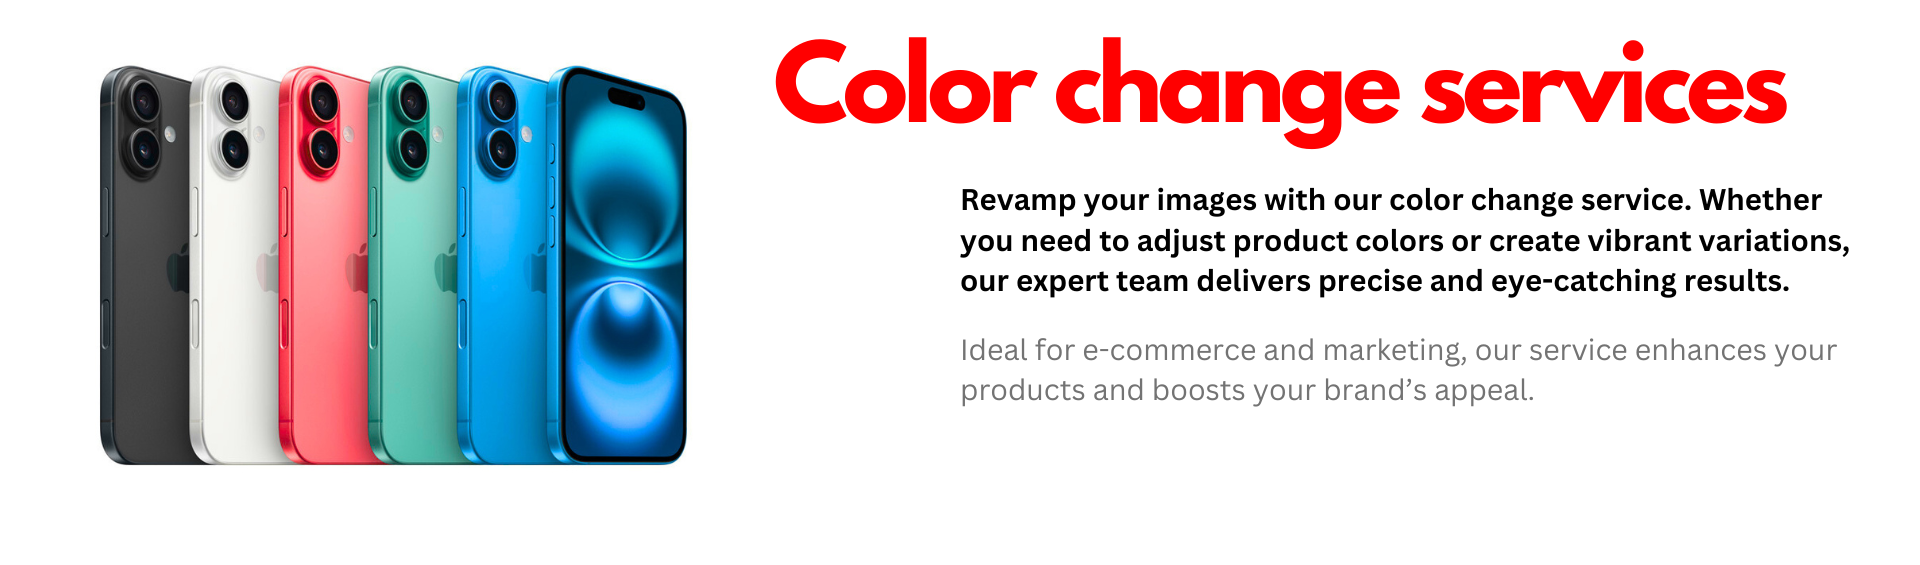 Color change services
Revamp your images with our color change service. Whether
you need to adjust product colors or create vibrant variations,
our expert team delivers precise and eye-catching results.
Ideal for e-commerce and marketing, our service enhances your
products and boosts your brand’s appeal.